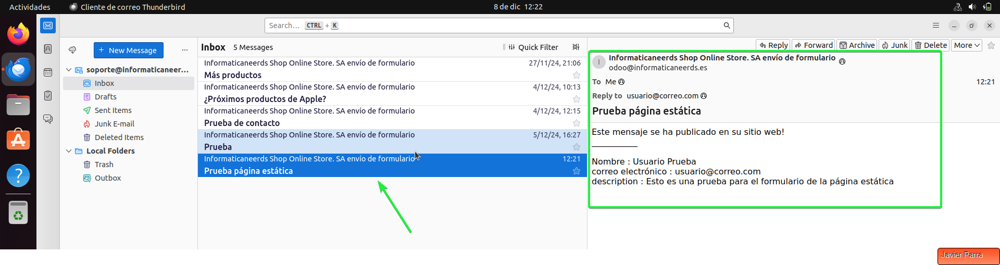 Actividades Cliente de correo Thunderbird 8 de dic 12:22
Search... CTRL + K
New Message ...
soporte@informaticaneer...
Inbox
Drafts
Sent Items
Junk E-mail
Deleted Items
Local Folders
Trash
Outbox
Inbox 5 Messages Quick Filter
Informaticaneerds Shop Online Store. SA envío de formulario 27/11/24, 21:06
Más productos
Informaticaneerds Shop Online Store. SA envío de formulario 4/12/24, 10:13
¿Próximos productos de Apple?
Informaticaneerds Shop Online Store. SA envío de formulario 4/12/24, 12:15
Prueba de contacto
Informaticaneerds Shop Online Store. SA envío de formulario 5/12/24, 16:27
Prueba
Informaticaneerds Shop Online Store. SA envío de formulario 12:21
Prueba página estática
Reply Forward Archive Junk Delete More
I Informaticaneerds Shop Online Store. SA envío de formulario
odoo@informaticaneerds.es
To Me 12:21
Reply to usuario@correo.com
Prueba página estática
Este mensaje se ha publicado en su sitio web!
___________
Nombre : Usuario Prueba
correo electrónico : usuario@correo.com
description : Esto es una prueba para el formulario de la página estática
Javier Parra